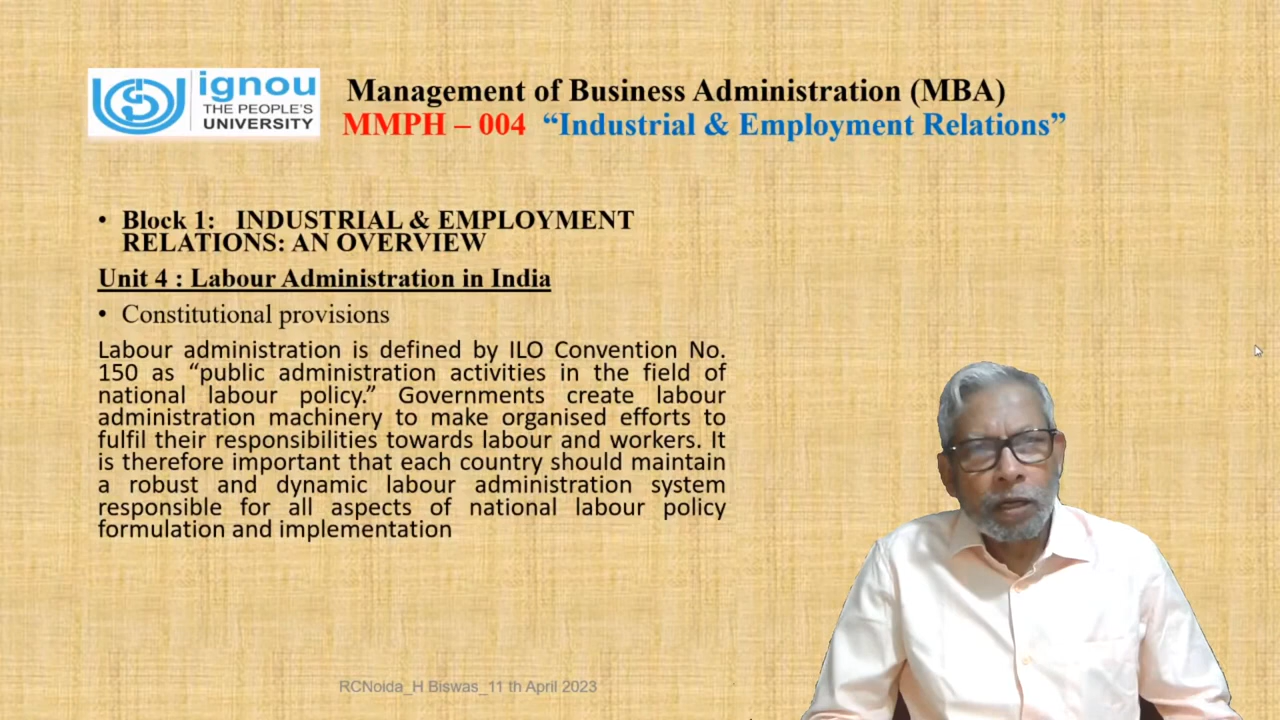 ignou
THE PEOPLE'S
UNIVERSITY
Management of Business Administration (MBA)
MMPH – 004 “Industrial & Employment Relations”
• Block 1: INDUSTRIAL & EMPLOYMENT
RELATIONS: AN OVERVIEW
Unit 4 : Labour Administration in India
• Constitutional provisions
Labour administration is defined by ILO Convention No.
150 as “public administration activities in the field of
national labour policy.” Governments create labour
administration machinery to make organised efforts to
fulfil their responsibilities towards labour and workers. It
is therefore important that each country should maintain
a robust and dynamic labour administration system
responsible for all aspects of national labour policy
formulation and implementation
RCNoida_H Biswas_11 th April 2023